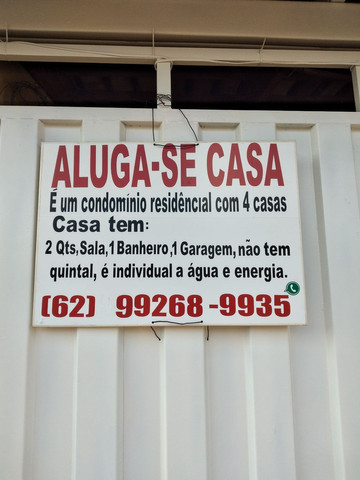 ALUGA-SE CASA
É um condomínio residêncial com 4 casas
Casa tem:
2 Qts,Sala,1 Banheiro,1 Garagem,não tem
quintal, é individual a água e energia.
(62) 99268-9935